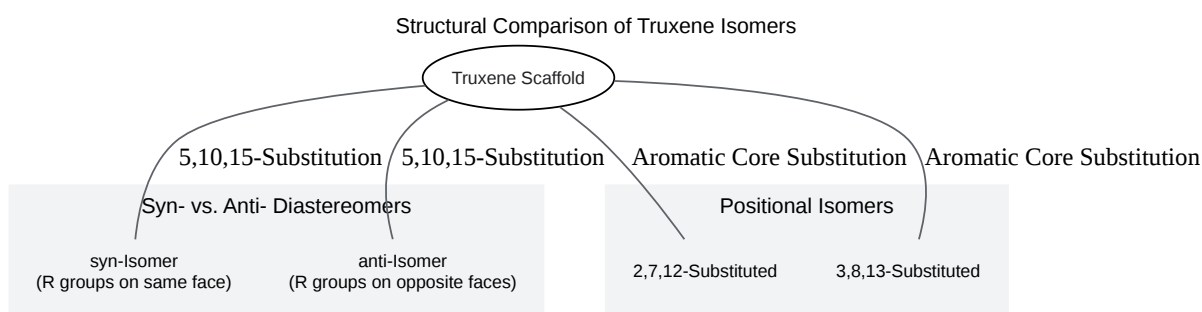 Structural Comparison of Truxene Isomers
Truxene Scaffold
5,10,15-Substitution
5,10,15-Substitution
Aromatic Core Substitution
Aromatic Core Substitution
Syn- vs. Anti- Diastereomers
Positional Isomers
syn-Isomer
(R groups on same face)
anti-Isomer
(R groups on opposite faces)
2,7,12-Substituted
3,8,13-Substituted